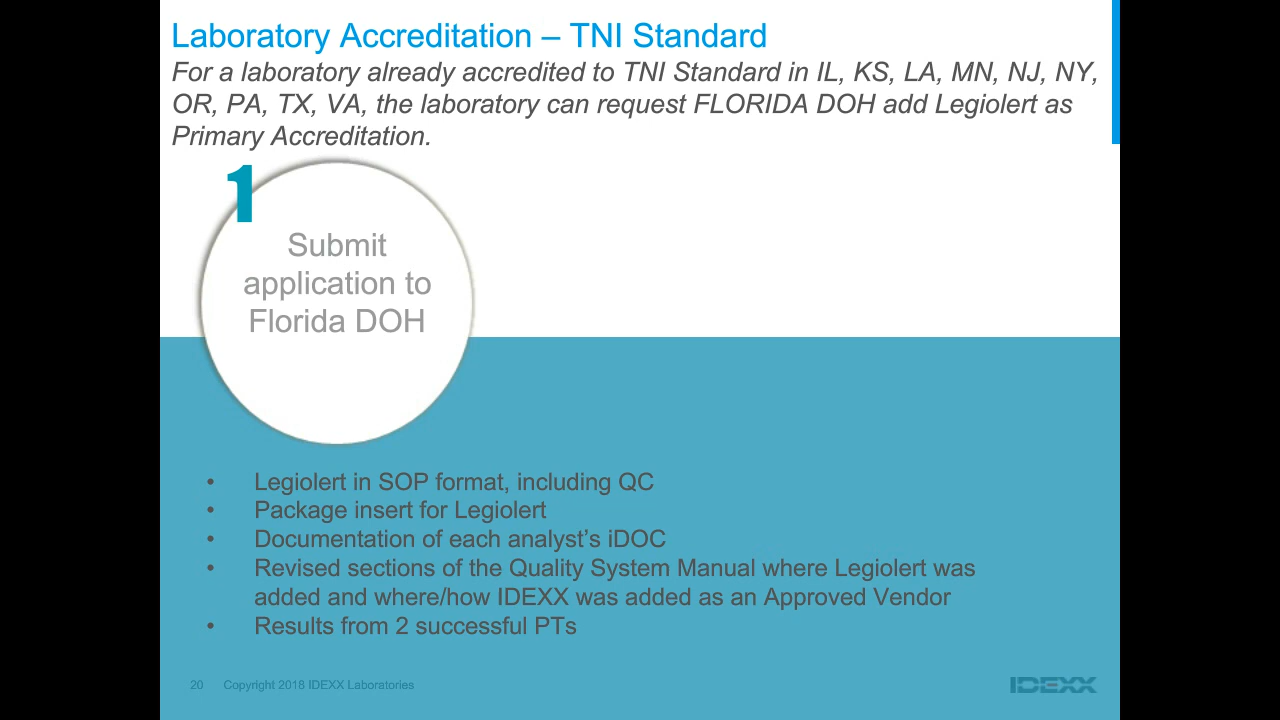 Laboratory Accreditation – TNI Standard
For a laboratory already accredited to TNI Standard in IL, KS, LA, MN, NJ, NY,
OR, PA, TX, VA, the laboratory can request FLORIDA DOH add Legiolert as
Primary Accreditation.
1
Submit
application to
Florida DOH
• Legiolert in SOP format, including QC
• Package insert for Legiolert
• Documentation of each analyst’s iDOC
• Revised sections of the Quality System Manual where Legiolert was
added and where/how IDEXX was added as an Approved Vendor
• Results from 2 successful PTs
20 Copyright 2018 IDEXX Laboratories
IDEXX